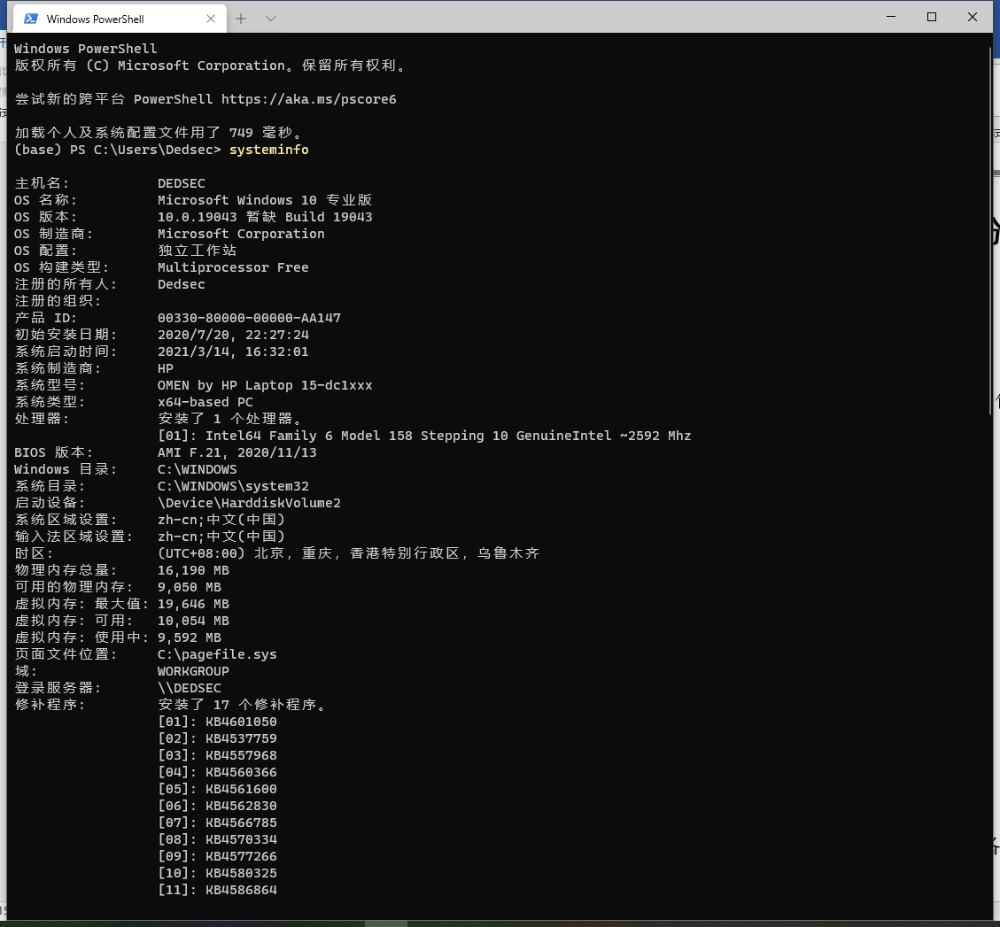 Windows PowerShell
Windows PowerShell
版权所有 (C) Microsoft Corporation。保留所有权利。
尝试新的跨平台 PowerShell https://aka.ms/pscore6
加载个人及系统配置文件用了 749 毫秒。
(base) PS C:\Users\Dedsec> systeminfo
主机名: DEDSEC
OS 名称: Microsoft Windows 10 专业版
OS 版本: 10.0.19043 暂缺 Build 19043
OS 制造商: Microsoft Corporation
OS 配置: 独立工作站
OS 构建类型: Multiprocessor Free
注册的所有人: Dedsec
注册的组织:
产品 ID: 00330-80000-00000-AA147
初始安装日期: 2020/7/20, 22:27:24
系统启动时间: 2021/3/14, 16:32:01
系统制造商: HP
系统型号: OMEN by HP Laptop 15-dc1xxx
系统类型: x64-based PC
处理器: 安装了 1 个处理器。
[01]: Intel64 Family 6 Model 158 Stepping 10 GenuineIntel ~2592 Mhz
BIOS 版本: AMI F.21, 2020/11/13
Windows 目录: C:\WINDOWS
系统目录: C:\WINDOWS\system32
启动设备: \Device\HarddiskVolume2
系统区域设置: zh-cn;中文(中国)
输入法区域设置: zh-cn;中文(中国)
时区: (UTC+08:00) 北京，重庆，香港特别行政区，乌鲁木齐
物理内存总量: 16,190 MB
可用的物理内存: 9,050 MB
虚拟内存: 最大值: 19,646 MB
虚拟内存: 可用: 10,054 MB
虚拟内存: 使用中: 9,592 MB
页面文件位置: C:\pagefile.sys
域: WORKGROUP
登录服务器: \\DEDSEC
修补程序: 安装了 17 个修补程序。
[01]: KB4601050
[02]: KB4537759
[03]: KB4557968
[04]: KB4560366
[05]: KB4561600
[06]: KB4562830
[07]: KB4566785
[08]: KB4570334
[09]: KB4577266
[10]: KB4580325
[11]: KB4586864